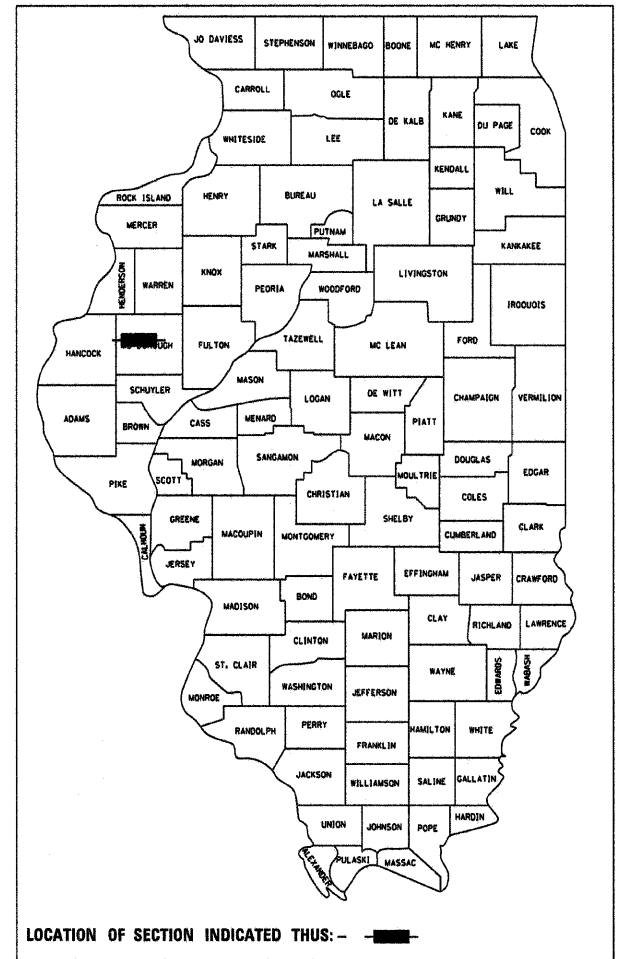 JO DAVIESS STEPHENSON WINNEBAGO BOONE MC HENRY LAKE
CARROLL OGLE
DE KALB KANE DU PAGE COOK
WHITESIDE LEE
KENDALL
WILL
ROCK ISLAND HENRY BUREAU LA SALLE
GRUNDY
MERCER
PUTNAM
STARK MARSHALL KANKAKEE
HENDERSON WARREN KNOX LIVINGSTON
PEORIA WOODFORD
IROQUOIS
TAZEWELL MC LEAN FORD
HANCOCK FULTON
MASON
SCHUYLER LOGAN DE WITT CHAMPAIGN VERMILION
ADAMS BROWN CASS MENARD PIATT
MACON
MORGAN SANGAMON DOUGLAS EDGAR
PIKE SCOTT MOULTRIE
CHRISTIAN COLES
GREENE SHELBY CLARK
CALHOUN MACOUPIN MONTGOMERY CUMBERLAND
JERSEY
FAYETTE EFFINGHAM JASPER CRAWFORD
MADISON BOND
CLAY RICHLAND LAWRENCE
CLINTON MARION
ST. CLAIR WAYNE EDWARDS WABASH
WASHINGTON JEFFERSON
MONROE
RANDOLPH PERRY HAMILTON WHITE
FRANKLIN
JACKSON WILLIAMSON SALINE GALLATIN
HARDIN
UNION JOHNSON POPE
ALEXANDER PULASKI MASSAC
LOCATION OF SECTION INDICATED THUS: -